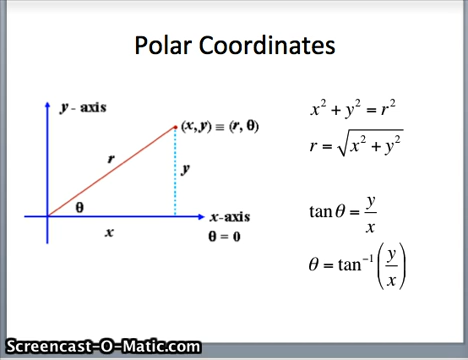 Polar Coordinates
y - axis
(x, y) ≡ (r, θ)
r
y
θ
x
x-axis
θ = 0
x² + y² = r²
r = √(x² + y²)
tan θ = y/x
θ = tan⁻¹(y/x)
Screencast-O-Matic.com